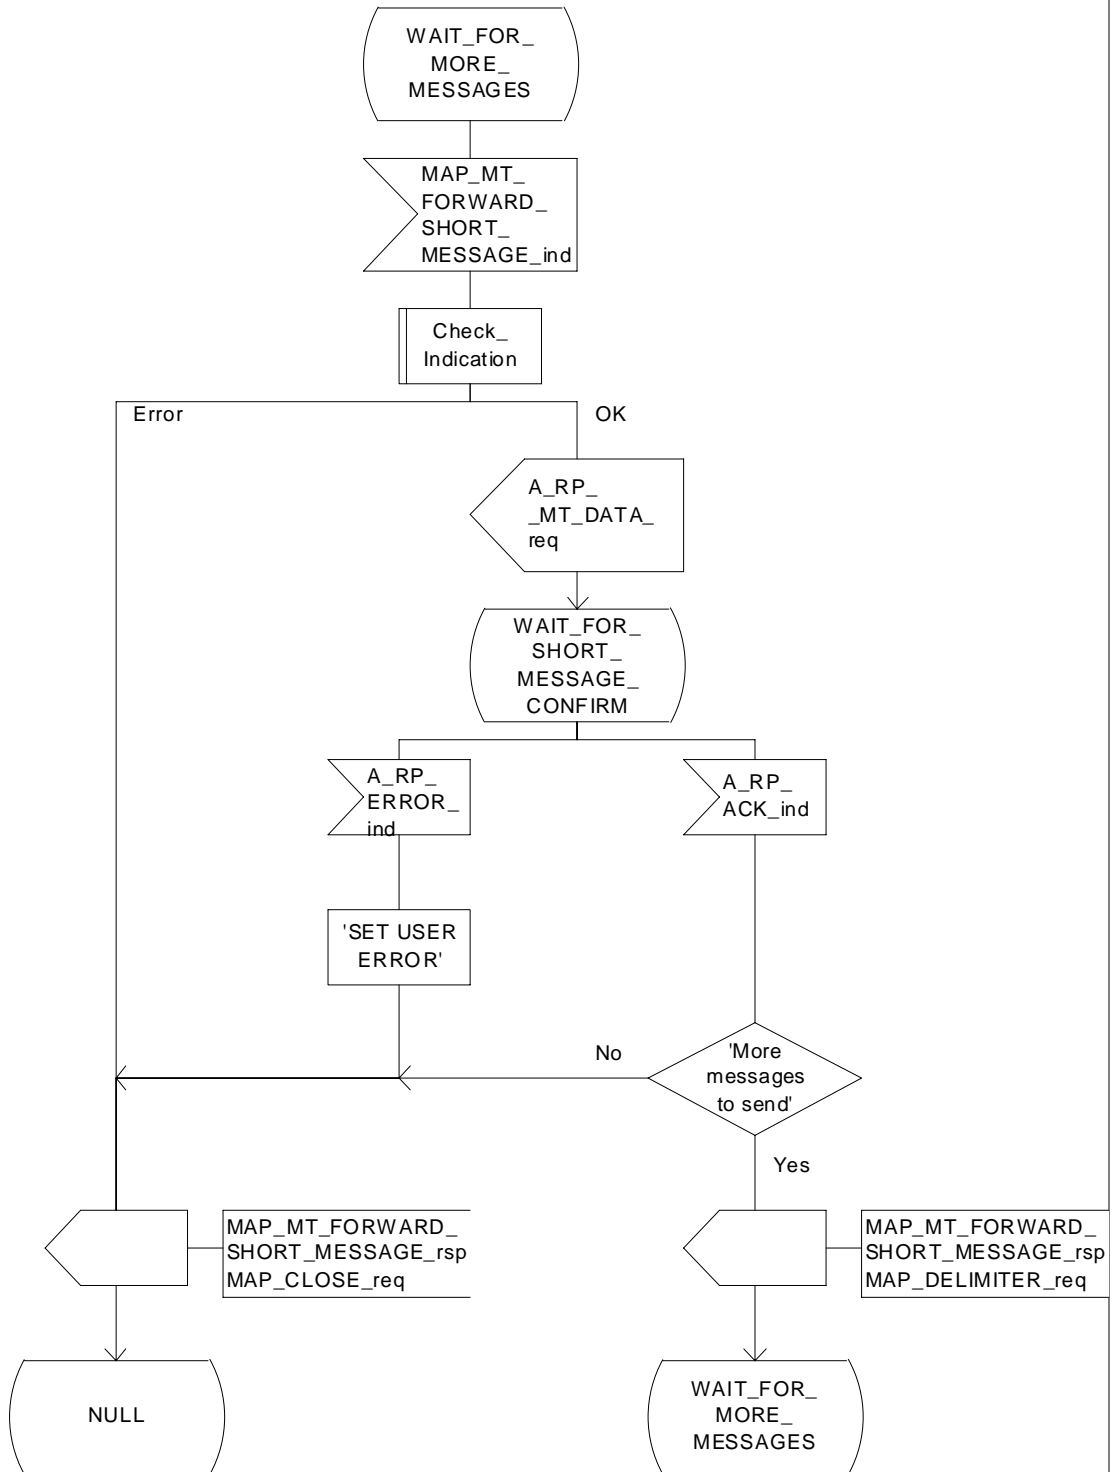 WAIT_FOR_
MORE_
MESSAGES
MAP_MT_
FORWARD_
SHORT_
MESSAGE_ind
Check_
Indication
Error
OK
A_RP_
_MT_DATA_
req
WAIT_FOR_
SHORT_
MESSAGE_
CONFIRM
A_RP_
ERROR_
ind
A_RP_
ACK_ind
'SET USER
ERROR'
No
'More
messages
to send'
Yes
MAP_MT_FORWARD_
SHORT_MESSAGE_rsp
MAP_CLOSE_req
MAP_MT_FORWARD_
SHORT_MESSAGE_rsp
MAP_DELIMITER_req
NULL
WAIT_FOR_
MORE_
MESSAGES